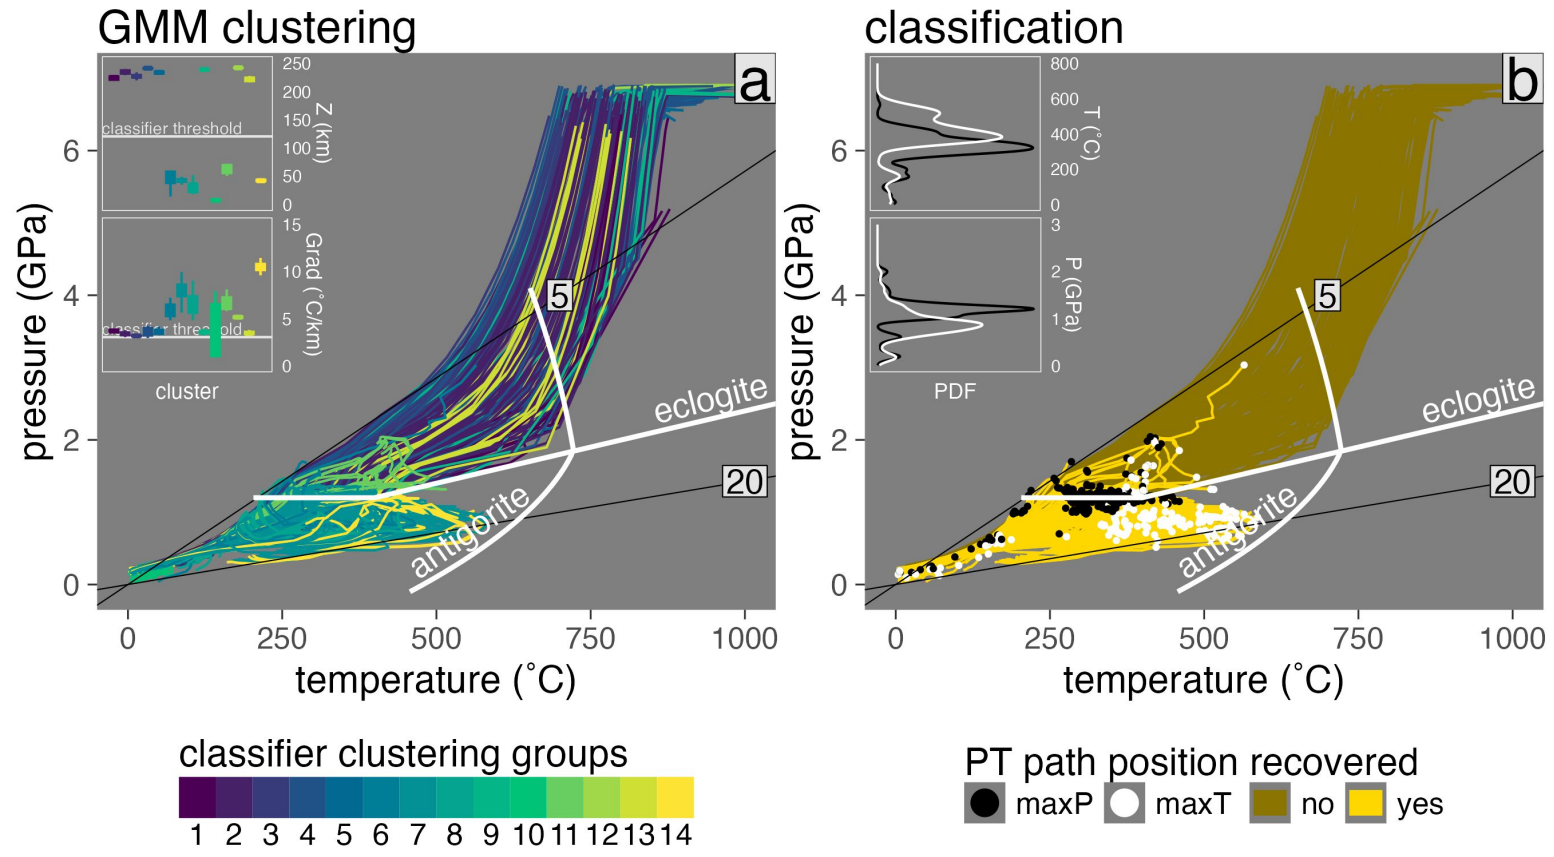 GMM clustering
a
250
200
150
100
50
0
Z (km)
classifier threshold
15
10
5
0
Grad (˚C/km)
classifier threshold
cluster
5
20
eclogite
antigorite
6
4
2
0
pressure (GPa)
0
250
500
750
1000
temperature (˚C)
classifier clustering groups
1 2 3 4 5 6 7 8 9 10 11 12 13 14
classification
b
800
600
400
200
0
T (˚C)
3
2
1
0
P (GPa)
PDF
5
20
eclogite
antigorite
6
4
2
0
pressure (GPa)
0
250
500
750
1000
temperature (˚C)
PT path position recovered
maxP maxT no yes